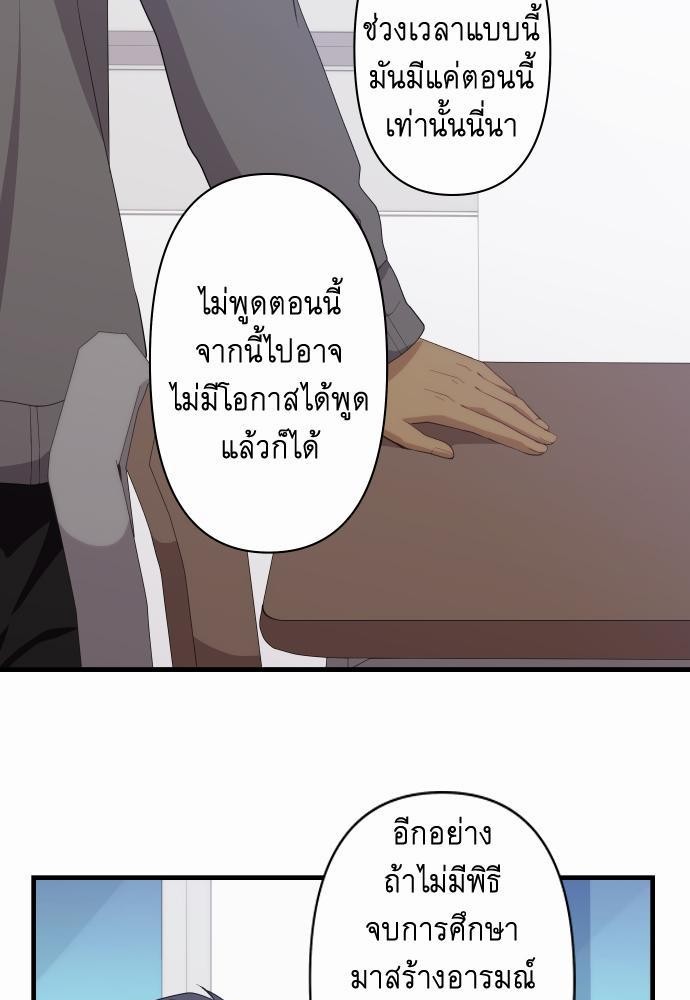 ช่วงเวลาแบบนี้
มันมีแค่ตอนนี้
เท่านั้นนี่นา
ไม่พูดตอนนี้
จากนี้ไปอาจ
ไม่มีโอกาสได้พูด
แล้วก็ได้
อีกอย่าง
ถ้าไม่มีพิธี
จบการศึกษา
มาสร้างอารมณ์